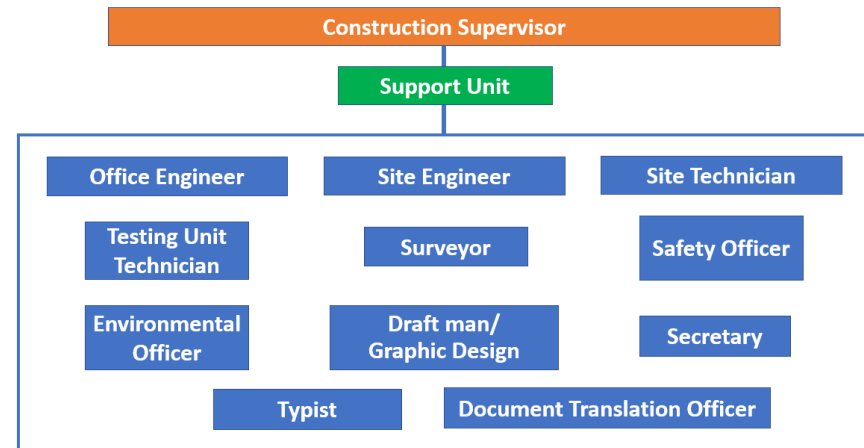 Construction Supervisor
Support Unit
Office Engineer
Site Engineer
Site Technician
Testing Unit
Technician
Surveyor
Safety Officer
Environmental
Officer
Draft man/
Graphic Design
Secretary
Typist
Document Translation Officer